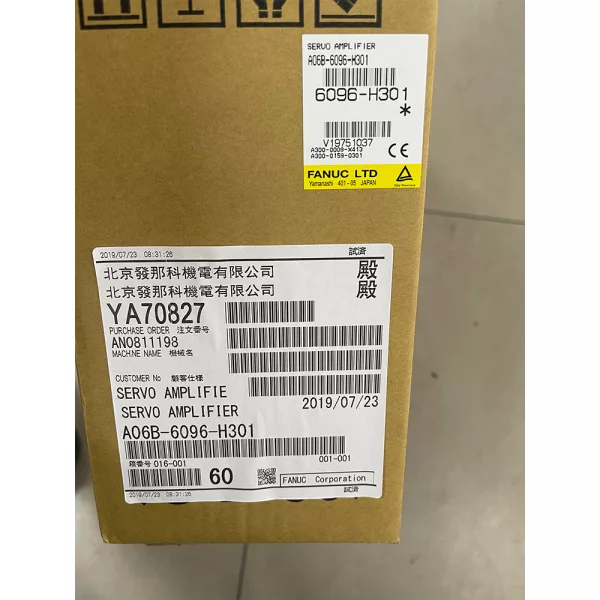 SERVO AMPLIFIER
A06B-6096-H301
6096-H301
*
V19751037
A300-0008-X413
A300-0159-0301
CE
FANUC LTD
Yamanashi 401-05 JAPAN
2019/07/23 08:31:26
試済
北京發那科機電有限公司 殿
北京發那科機電有限公司 殿
YA70827
PURCHASE ORDER 注文番号
AN0811198
MACHINE NAME 機械名
CUSTOMER No 顧客仕様
SERVO AMPLIFIE
2019/07/23
SERVO AMPLIFIER
A06B-6096-H301
箱番号 016-001
001-001
60
FANUC Corporation
2019/07/23 08:31:26
試済